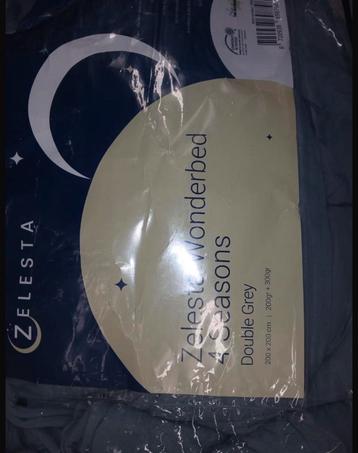 ZELESTA
Zelesta Wonderbed
4 Seasons
Double Grey
200 x 200 cm | 200gr + 300gr